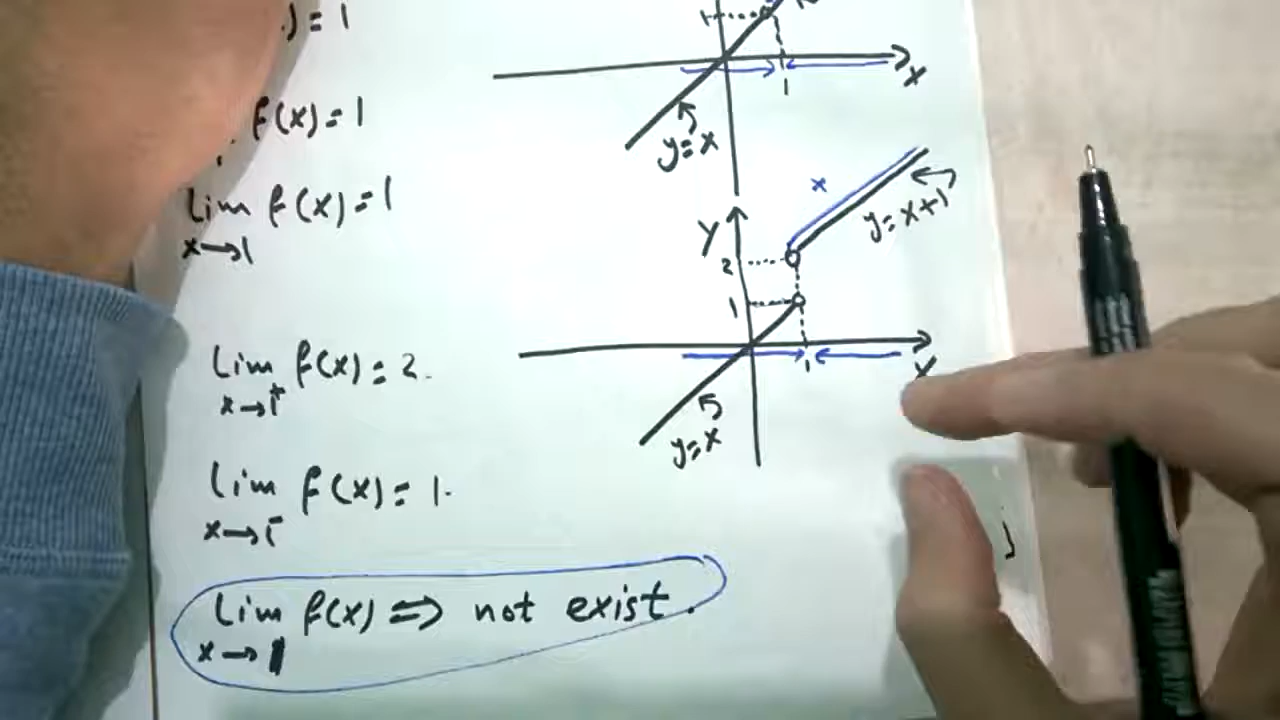 ) = 1
f(x) = 1
lim f(x) = 1
x→1
1
x
1
y=x
x
y=x+1
y
2
1
1
x
y=x
lim f(x) = 2.
x→1⁺
lim f(x) = 1.
x→1⁻
lim f(x) ⇒ not exist.
x→1